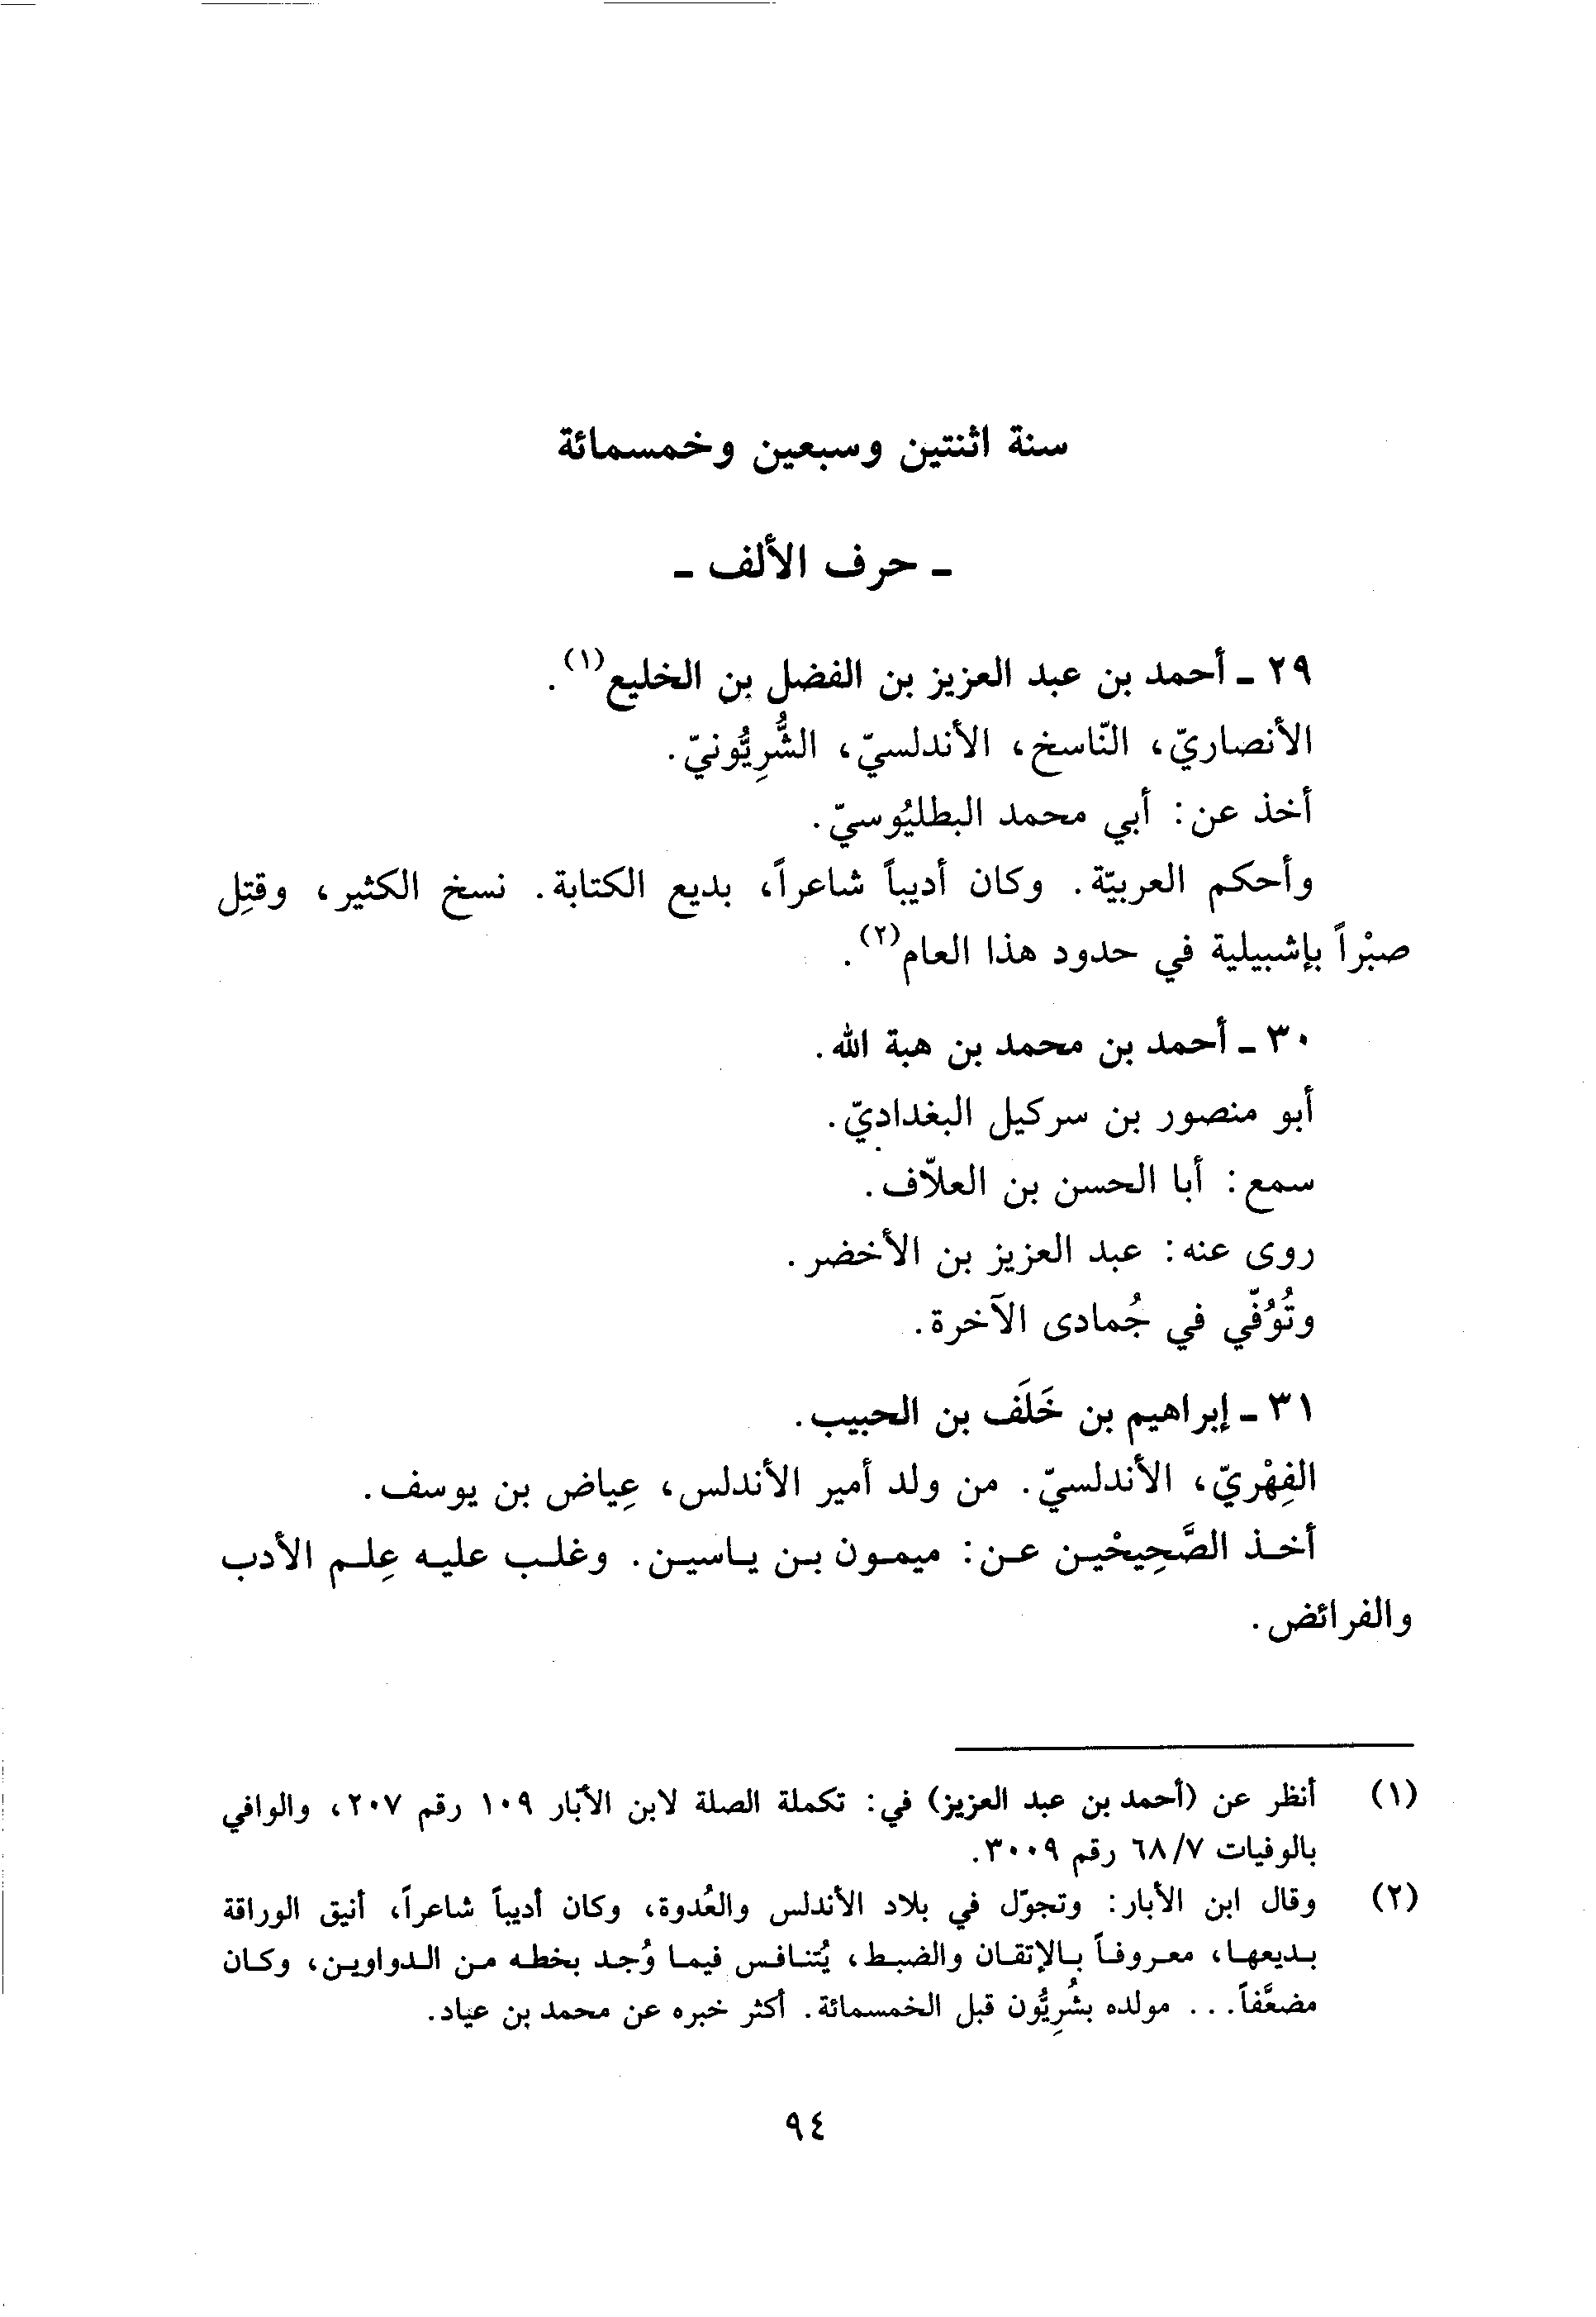 سنة اثنتين وسبعين وخمسمائة
ـ حرف الألف ـ
٢٩ ـ أحمد بن عبد العزيز بن الفضل بن الخليع(١).
الأنصاريّ، النّاسخ، الأندلسيّ، الشُّرِيُّونيّ.
أخذ عن: أبي محمد البطليُوسيّ.
وأحكم العربيّة. وكان أديباً شاعراً، بديع الكتابة. نسخ الكثير، وقتِل
صبْراً بإشبيلية في حدود هذا العام(٢).
٣٠ ـ أحمد بن محمد بن هبة الله.
أبو منصور بن سركيل البغداديّ.
سمع: أبا الحسن بن العلاّف.
روى عنه: عبد العزيز بن الأخضر.
وتُوُفّي في جُمادى الآخرة.
٣١ ـ إبراهيم بن خَلَف بن الحبيب.
الفِهْريّ، الأندلسيّ. من ولد أمير الأندلس، عِياض بن يوسف.
أخذ الصَّحِيحْين عن: ميمون بن ياسين. وغلب عليه عِلم الأدب
والفرائض.
(١) أنظر عن (أحمد بن عبد العزيز) في: تكملة الصلة لابن الأبّار ١٠٩ رقم ٢٠٧، والوافي
بالوفيات ٦٨/٧ رقم ٣٠٠٩.
(٢) وقال ابن الأبار: وتجوّل في بلاد الأندلس والعُدوة، وكان أديباً شاعراً، أنيق الوراقة
بديعها، معروفاً بالإتقان والضبط، يُتنافس فيما وُجد بخطه من الدواوين، وكان
مضعَّفاً... مولده بشُرِيُّون قبل الخمسمائة. أكثر خبره عن محمد بن عياد.
٩٤